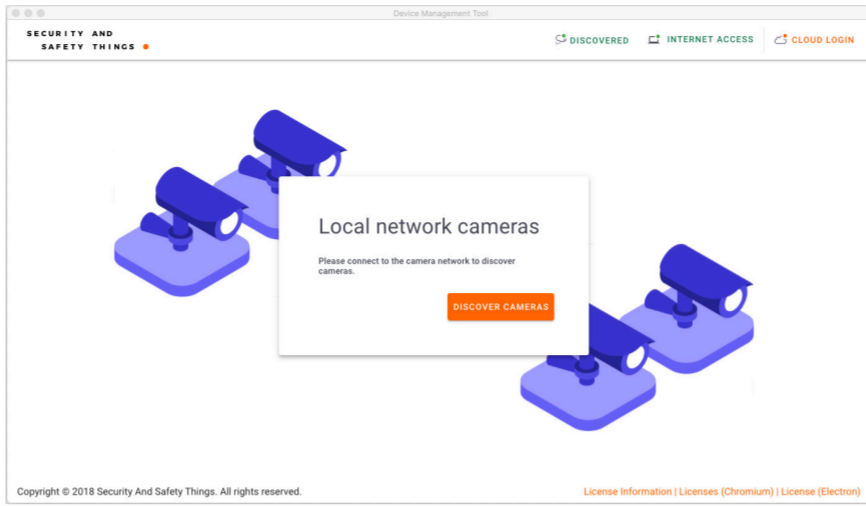 Device Management Tool
SECURITY AND
SAFETY THINGS
DISCOVERED
INTERNET ACCESS
CLOUD LOGIN
Local network cameras
Please connect to the camera network to discover
cameras.
DISCOVER CAMERAS
Copyright © 2018 Security And Safety Things. All rights reserved.
License Information | Licenses (Chromium) | License (Electron)